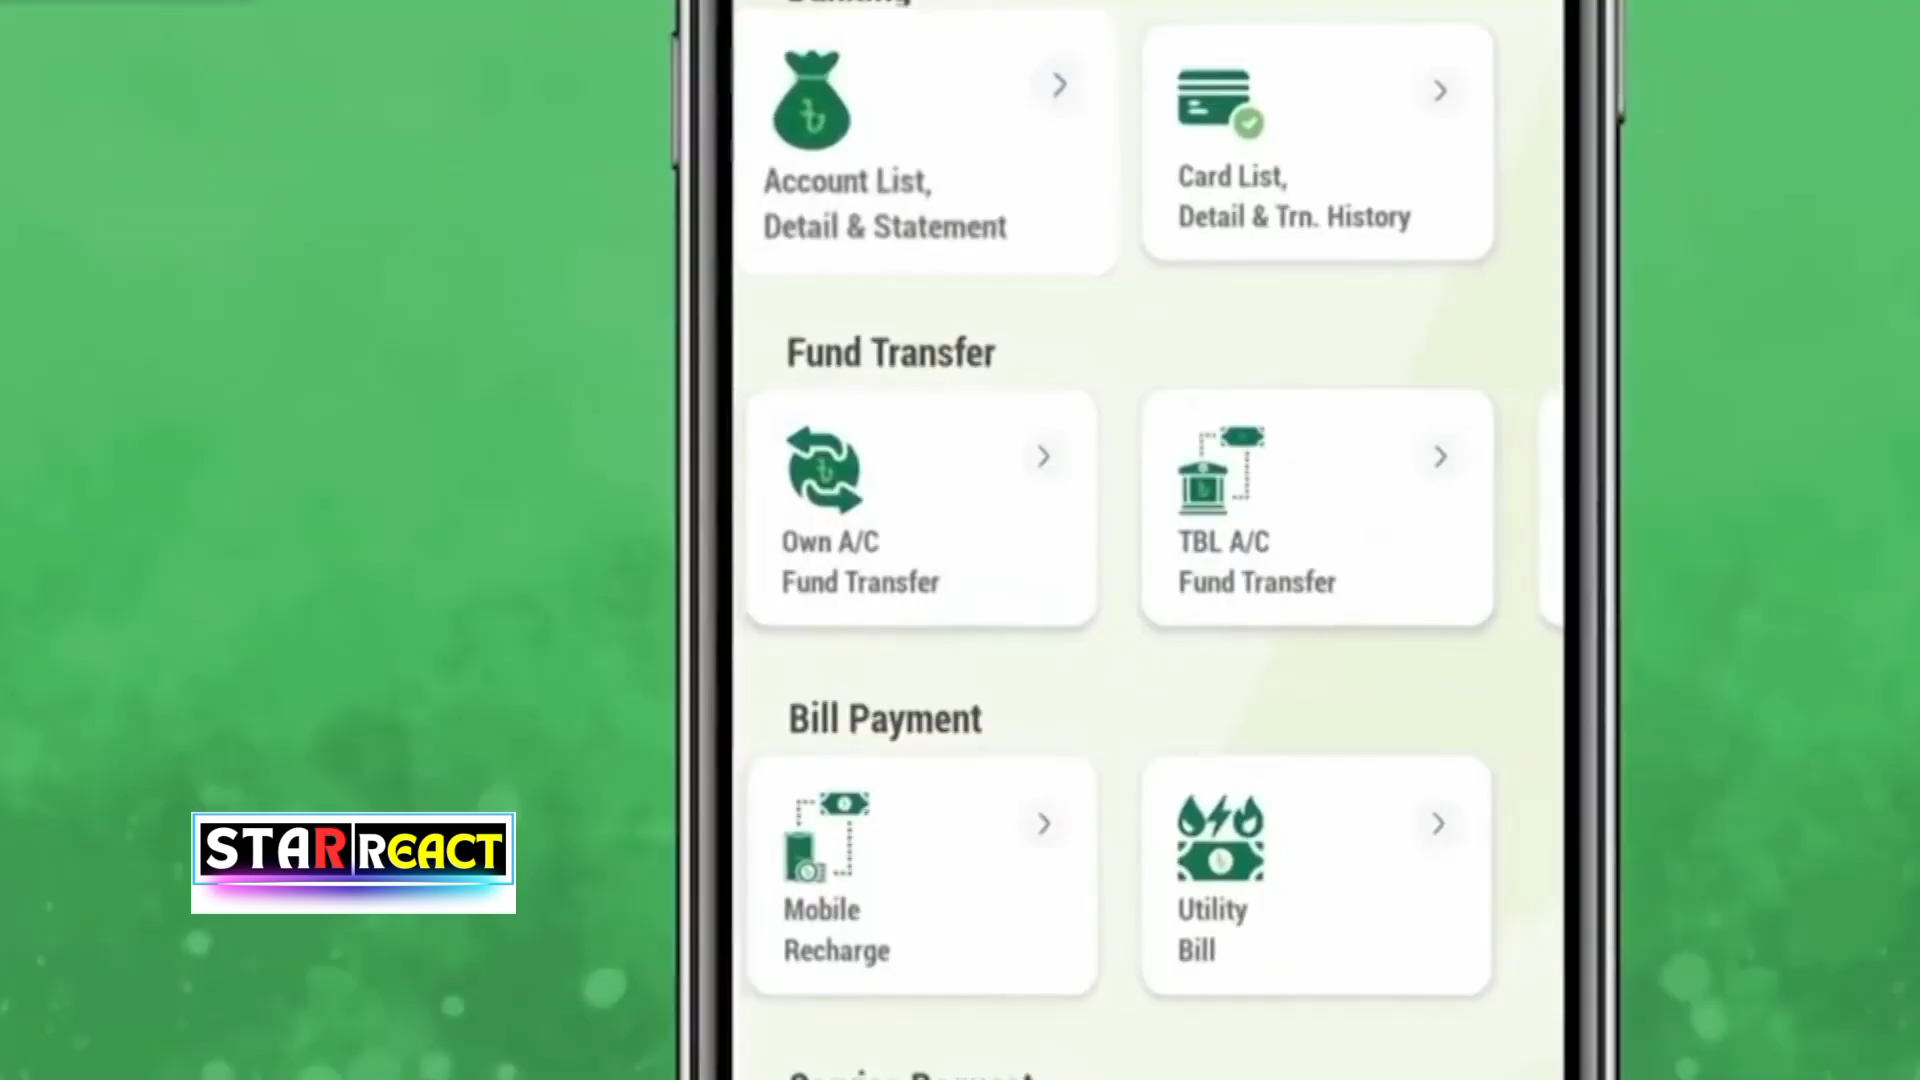 Banking
Account List,
Detail & Statement
Card List,
Detail & Trn. History
Fund Transfer
Own A/C
Fund Transfer
TBL A/C
Fund Transfer
Bill Payment
Mobile
Recharge
Utility
Bill
STAR REACT